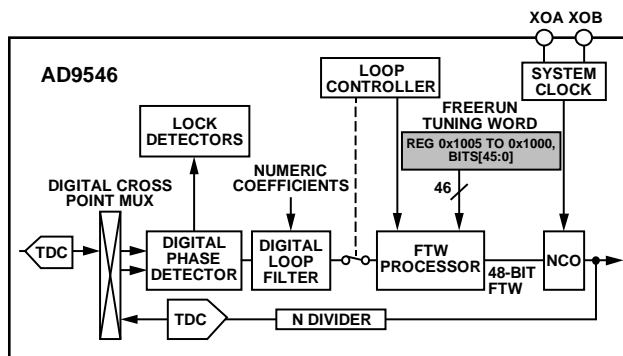 XOA XOB
AD9546
LOOP
CONTROLLER
SYSTEM
CLOCK
LOCK
DETECTORS
FREERUN
TUNING WORD
REG 0x1005 TO 0x1000,
BITS[45:0]
DIGITAL CROSS
POINT MUX
NUMERIC
COEFFICIENTS
46
TDC
DIGITAL
PHASE
DETECTOR
DIGITAL
LOOP
FILTER
FTW
PROCESSOR
48-BIT
FTW
NCO
TDC
N DIVIDER